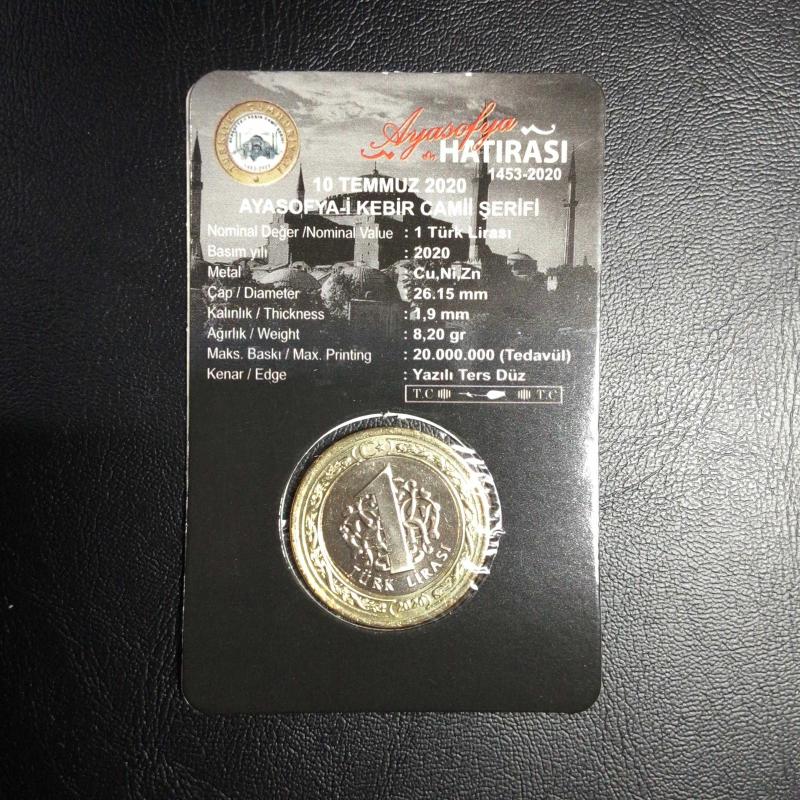 Ayasofya
HATIRASI
1453-2020
10 TEMMUZ 2020
AYASOFYA-İ KEBİR CAMİİ ŞERİFİ
Nominal Değer /Nominal Value : 1 Türk Lirası
Basım yılı : 2020
Metal : Cu,Ni,Zn
Çap / Diameter : 26.15 mm
Kalınlık / Thickness : 1,9 mm
Ağırlık / Weight : 8,20 gr
Maks. Baskı / Max. Printing : 20.000.000 (Tedavül)
Kenar / Edge : Yazılı Ters Düz
T.C T.C
1
TÜRK LİRASI
2020